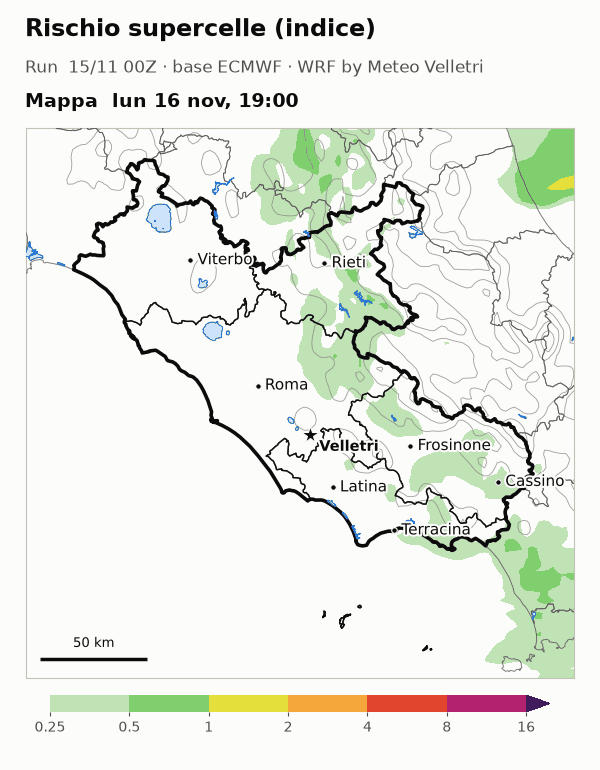 Rischio supercelle (indice)
Run  15/11 00Z · base ECMWF · WRF by Meteo Velletri
Mappa  lun 16 nov, 19:00
Viterbo
Rieti
Roma
Velletri
Frosinone
Latina
Cassino
Terracina
50 km
0.25 0.5 1 2 4 8 16